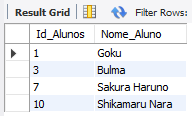 Result Grid Filter Rows:
Id_Alunos Nome_Aluno
1 Goku
3 Bulma
7 Sakura Haruno
10 Shikamaru Nara